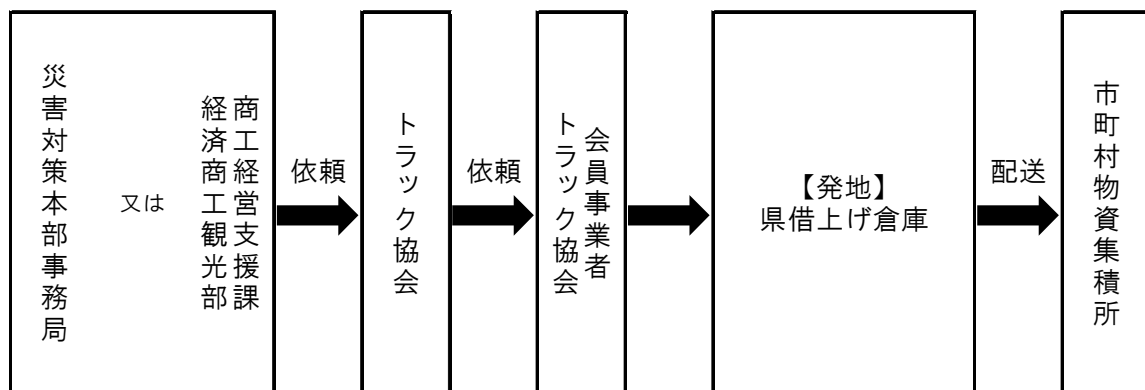 災害対策本部事務局
又は
商工経営支援課
経済商工観光部
依頼
トラック協会
依頼
会員事業者
トラック協会
【発地】
県借上げ倉庫
配送
市町村物資集積所